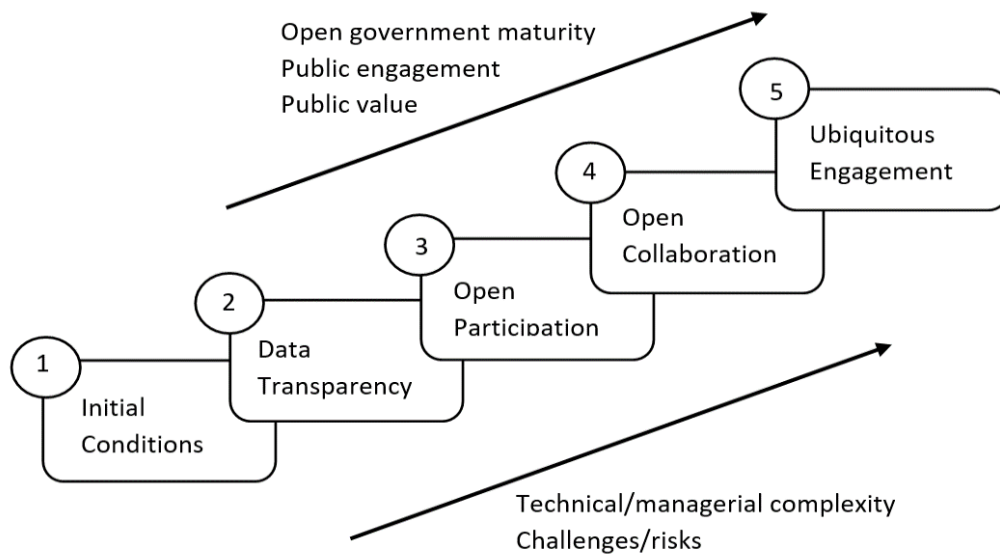 Open government maturity
Public engagement
Public value
5
Ubiquitous
Engagement
4
Open
Collaboration
3
Open
Participation
2
Data
Transparency
1
Initial
Conditions
Technical/managerial complexity
Challenges/risks